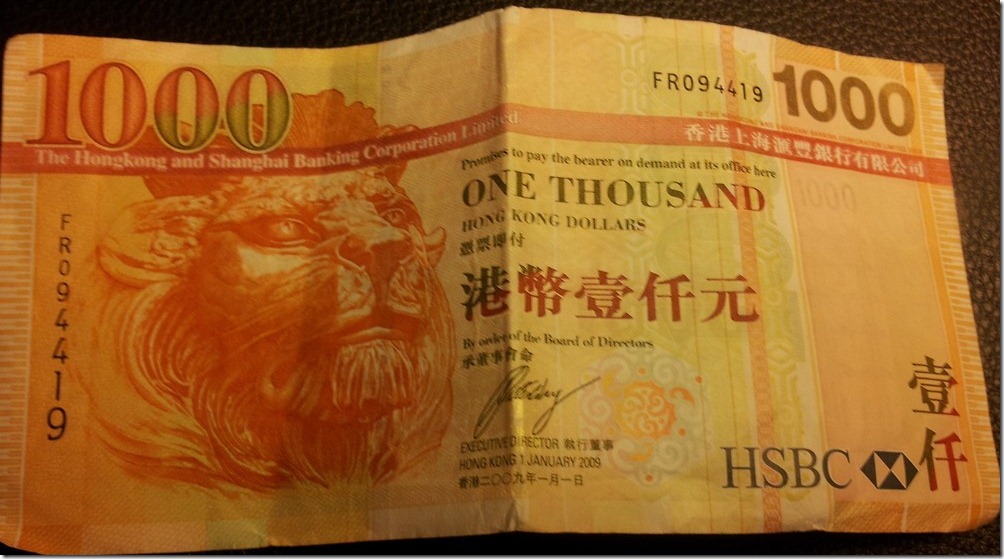 1000
The Hongkong and Shanghai Banking Corporation Limited
FR094419
FR094419
1000
香港上海滙豐銀行有限公司
Promises to pay the bearer on demand at its office here
ONE THOUSAND
HONG KONG DOLLARS
憑票即付
港幣壹仟元
By order of the Board of Directors
承董事會命
EXECUTIVE DIRECTOR 執行董事
HONG KONG 1 JANUARY 2009
香港二〇〇九年一月一日
1000
壹仟
HSBC